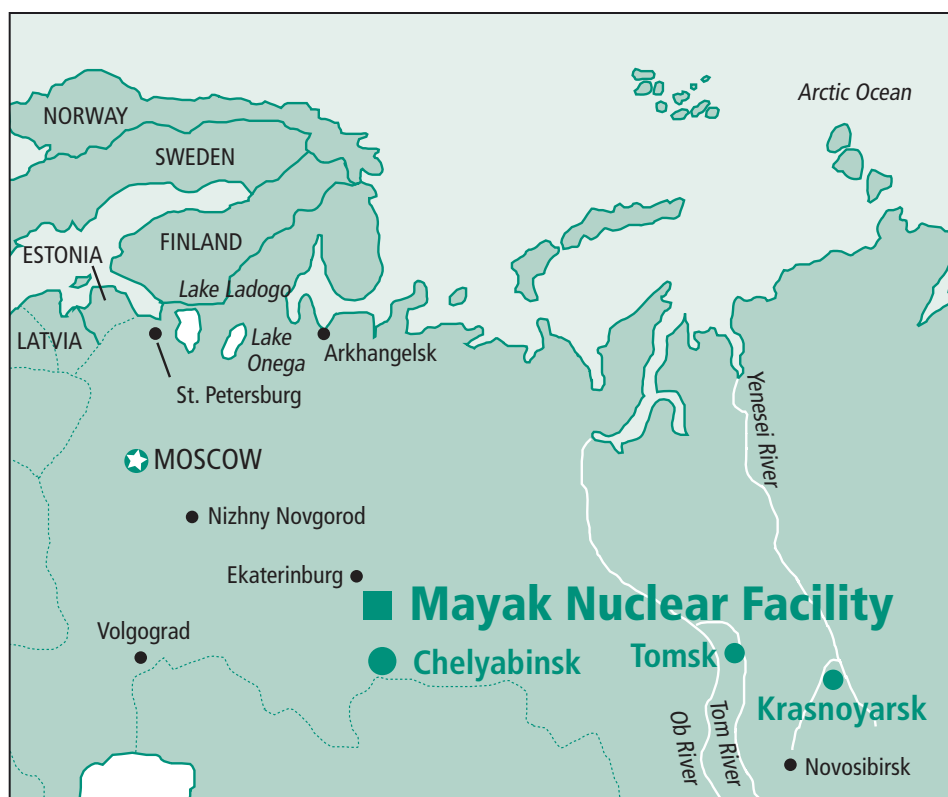 Arctic Ocean
NORWAY
SWEDEN
FINLAND
ESTONIA
Lake Ladogo
LATVIA
Lake
Onega
Arkhangelsk
St. Petersburg
Yenesei River
MOSCOW
Nizhny Novgorod
Ekaterinburg
Mayak Nuclear Facility
Volgograd
Chelyabinsk
Tomsk
Krasnoyarsk
Ob River
Tom River
Novosibirsk